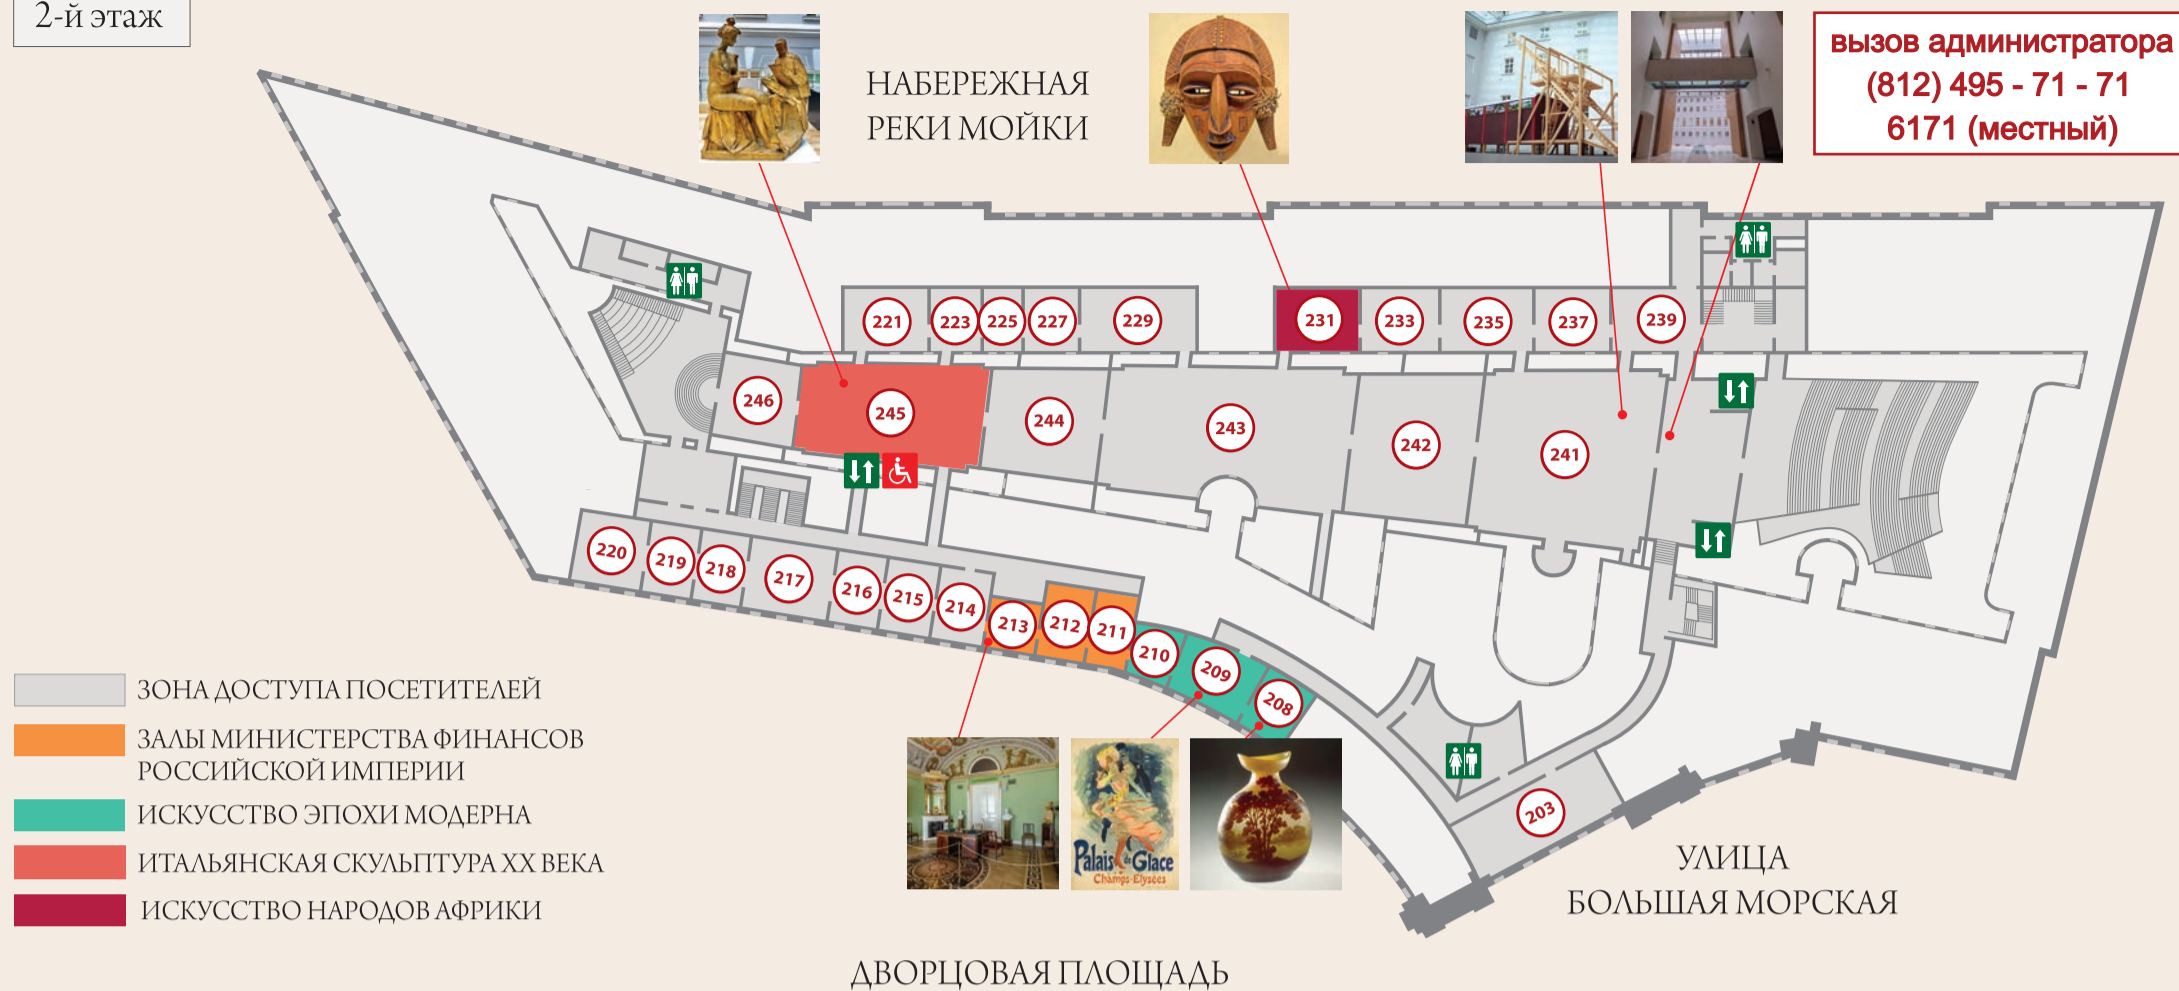 2-й этаж
НАБЕРЕЖНАЯ
РЕКИ МОЙКИ
вызов администратора
(812) 495 - 71 - 71
6171 (местный)
221
223
225
227
229
231
233
235
237
239
246
245
244
243
242
241
220
219
218
217
216
215
214
213
212
211
210
209
208
203
ЗОНА ДОСТУПА ПОСЕТИТЕЛЕЙ
ЗАЛЫ МИНИСТЕРСТВА ФИНАНСОВ
РОССИЙСКОЙ ИМПЕРИИ
ИСКУССТВО ЭПОХИ МОДЕРНА
ИТАЛЬЯНСКАЯ СКУЛЬПТУРА XX ВЕКА
ИСКУССТВО НАРОДОВ АФРИКИ
Palais de Glace
Champs-Elysées
УЛИЦА
БОЛЬШАЯ МОРСКАЯ
ДВОРЦОВАЯ ПЛОЩАДЬ